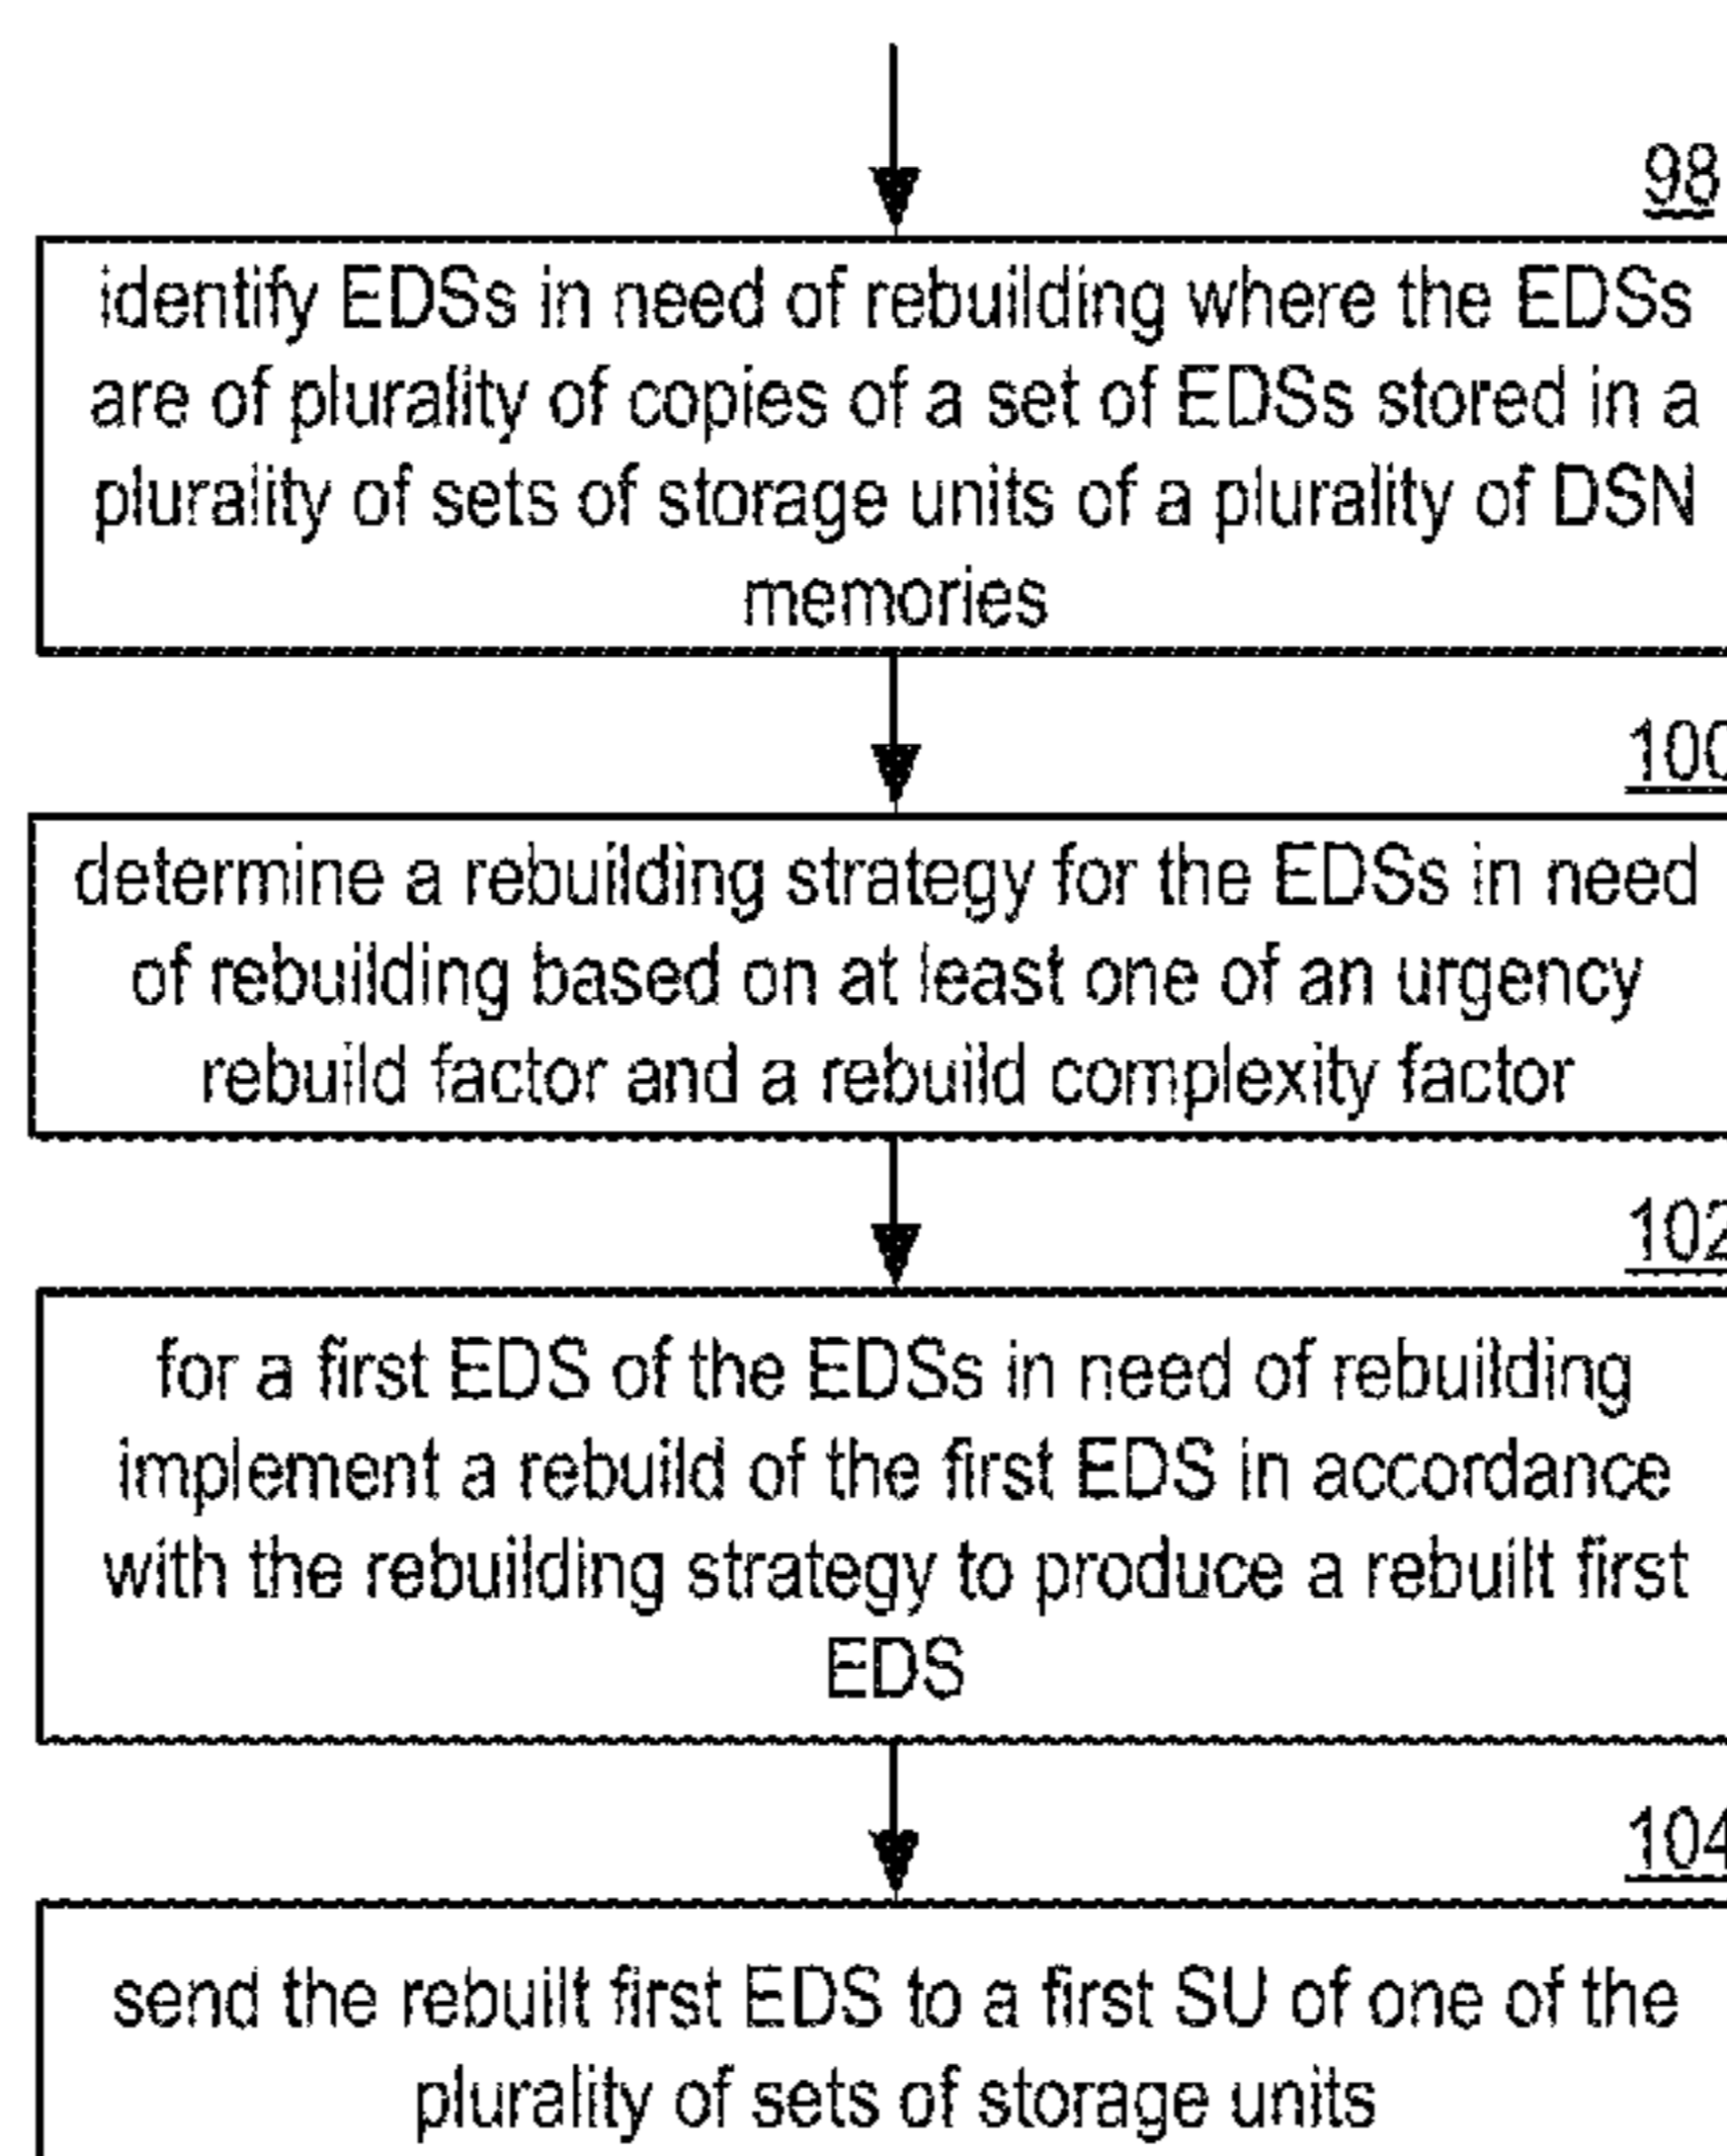 98
identify EDSs in need of rebuilding where the EDSs
are of plurality of copies of a set of EDSs stored in a
plurality of sets of storage units of a plurality of DSN
memories
100
determine a rebuilding strategy for the EDSs in need
of rebuilding based on at least one of an urgency
rebuild factor and a rebuild complexity factor
102
for a first EDS of the EDSs in need of rebuilding
implement a rebuild of the first EDS in accordance
with the rebuilding strategy to produce a rebuilt first
EDS
104
send the rebuilt first EDS to a first SU of one of the
plurality of sets of storage units